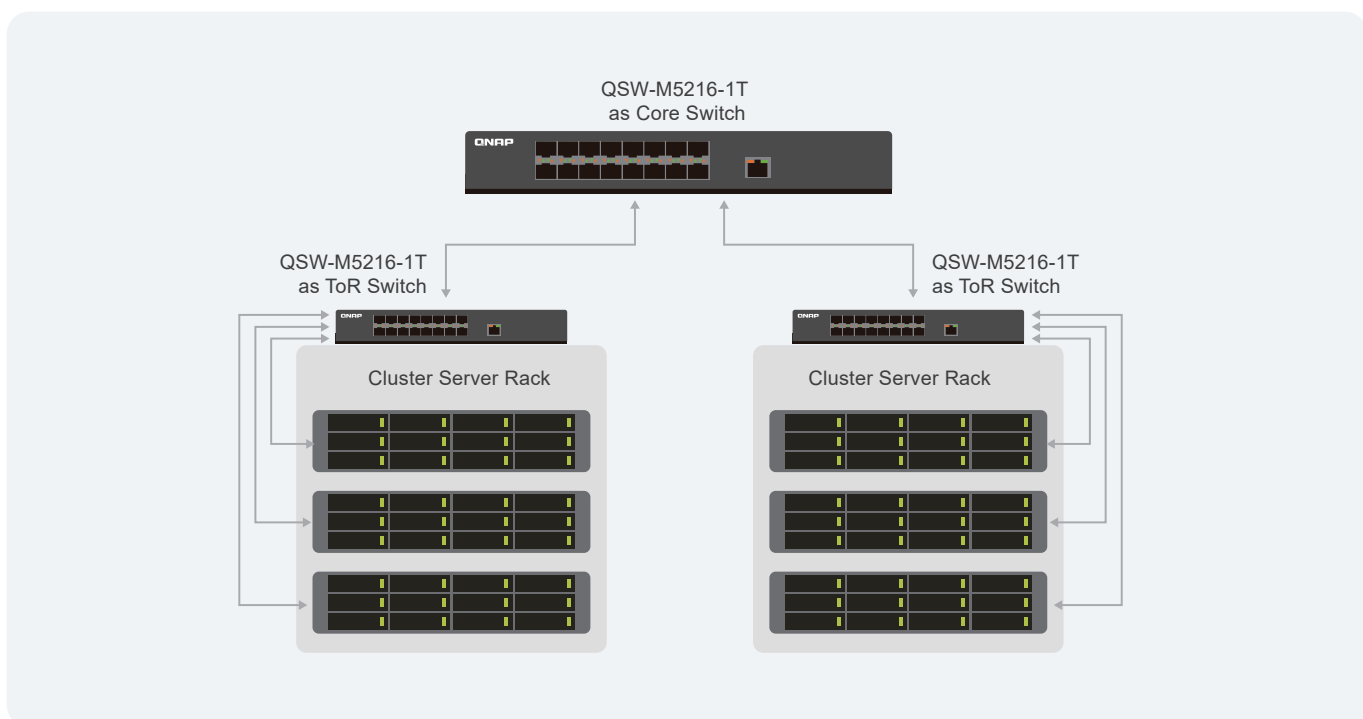 QSW-M5216-1T
as Core Switch
QNAP
QSW-M5216-1T
as ToR Switch
QSW-M5216-1T
as ToR Switch
QNAP
QNAP
Cluster Server Rack
Cluster Server Rack